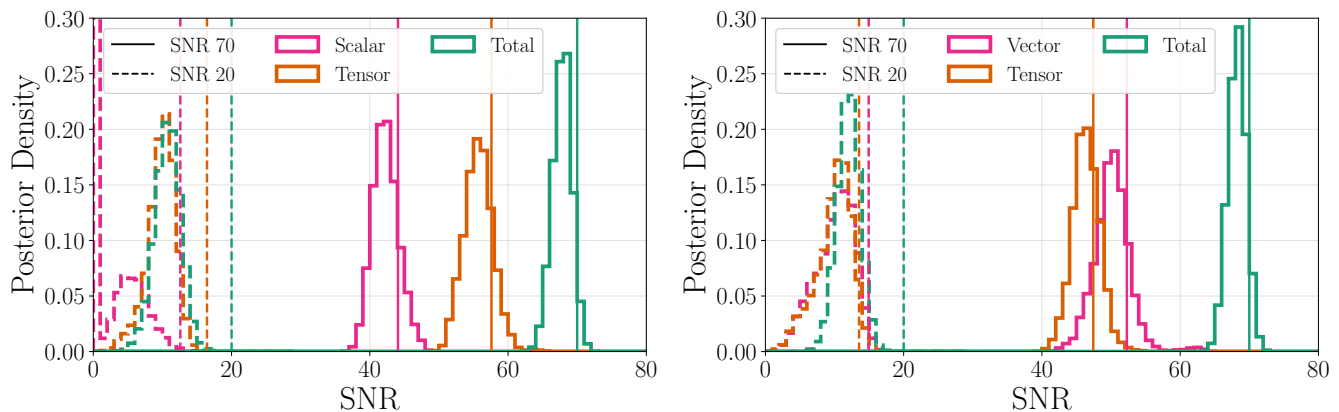 0.30
0.25
0.20
0.15
0.10
0.05
0.00
Posterior Density
SNR 70
SNR 20
Scalar
Tensor
Total
0 20 40 60 80
SNR
0.30
0.25
0.20
0.15
0.10
0.05
0.00
Posterior Density
SNR 70
SNR 20
Vector
Tensor
Total
0 20 40 60 80
SNR